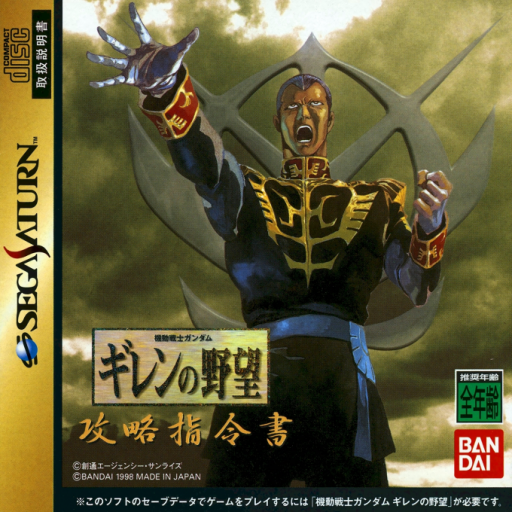 COMPACT
disc
取扱説明書
SEGA SATURN™
機動戦士ガンダム
ギレンの野望
攻略指令書
推奨年齢
全年齢
BAN
DAI
©創通エージェンシー・サンライズ
©BANDAI 1998 MADE IN JAPAN
※このソフトのセーブデータでゲームをプレイするには「機動戦士ガンダム ギレンの野望」が必要です。